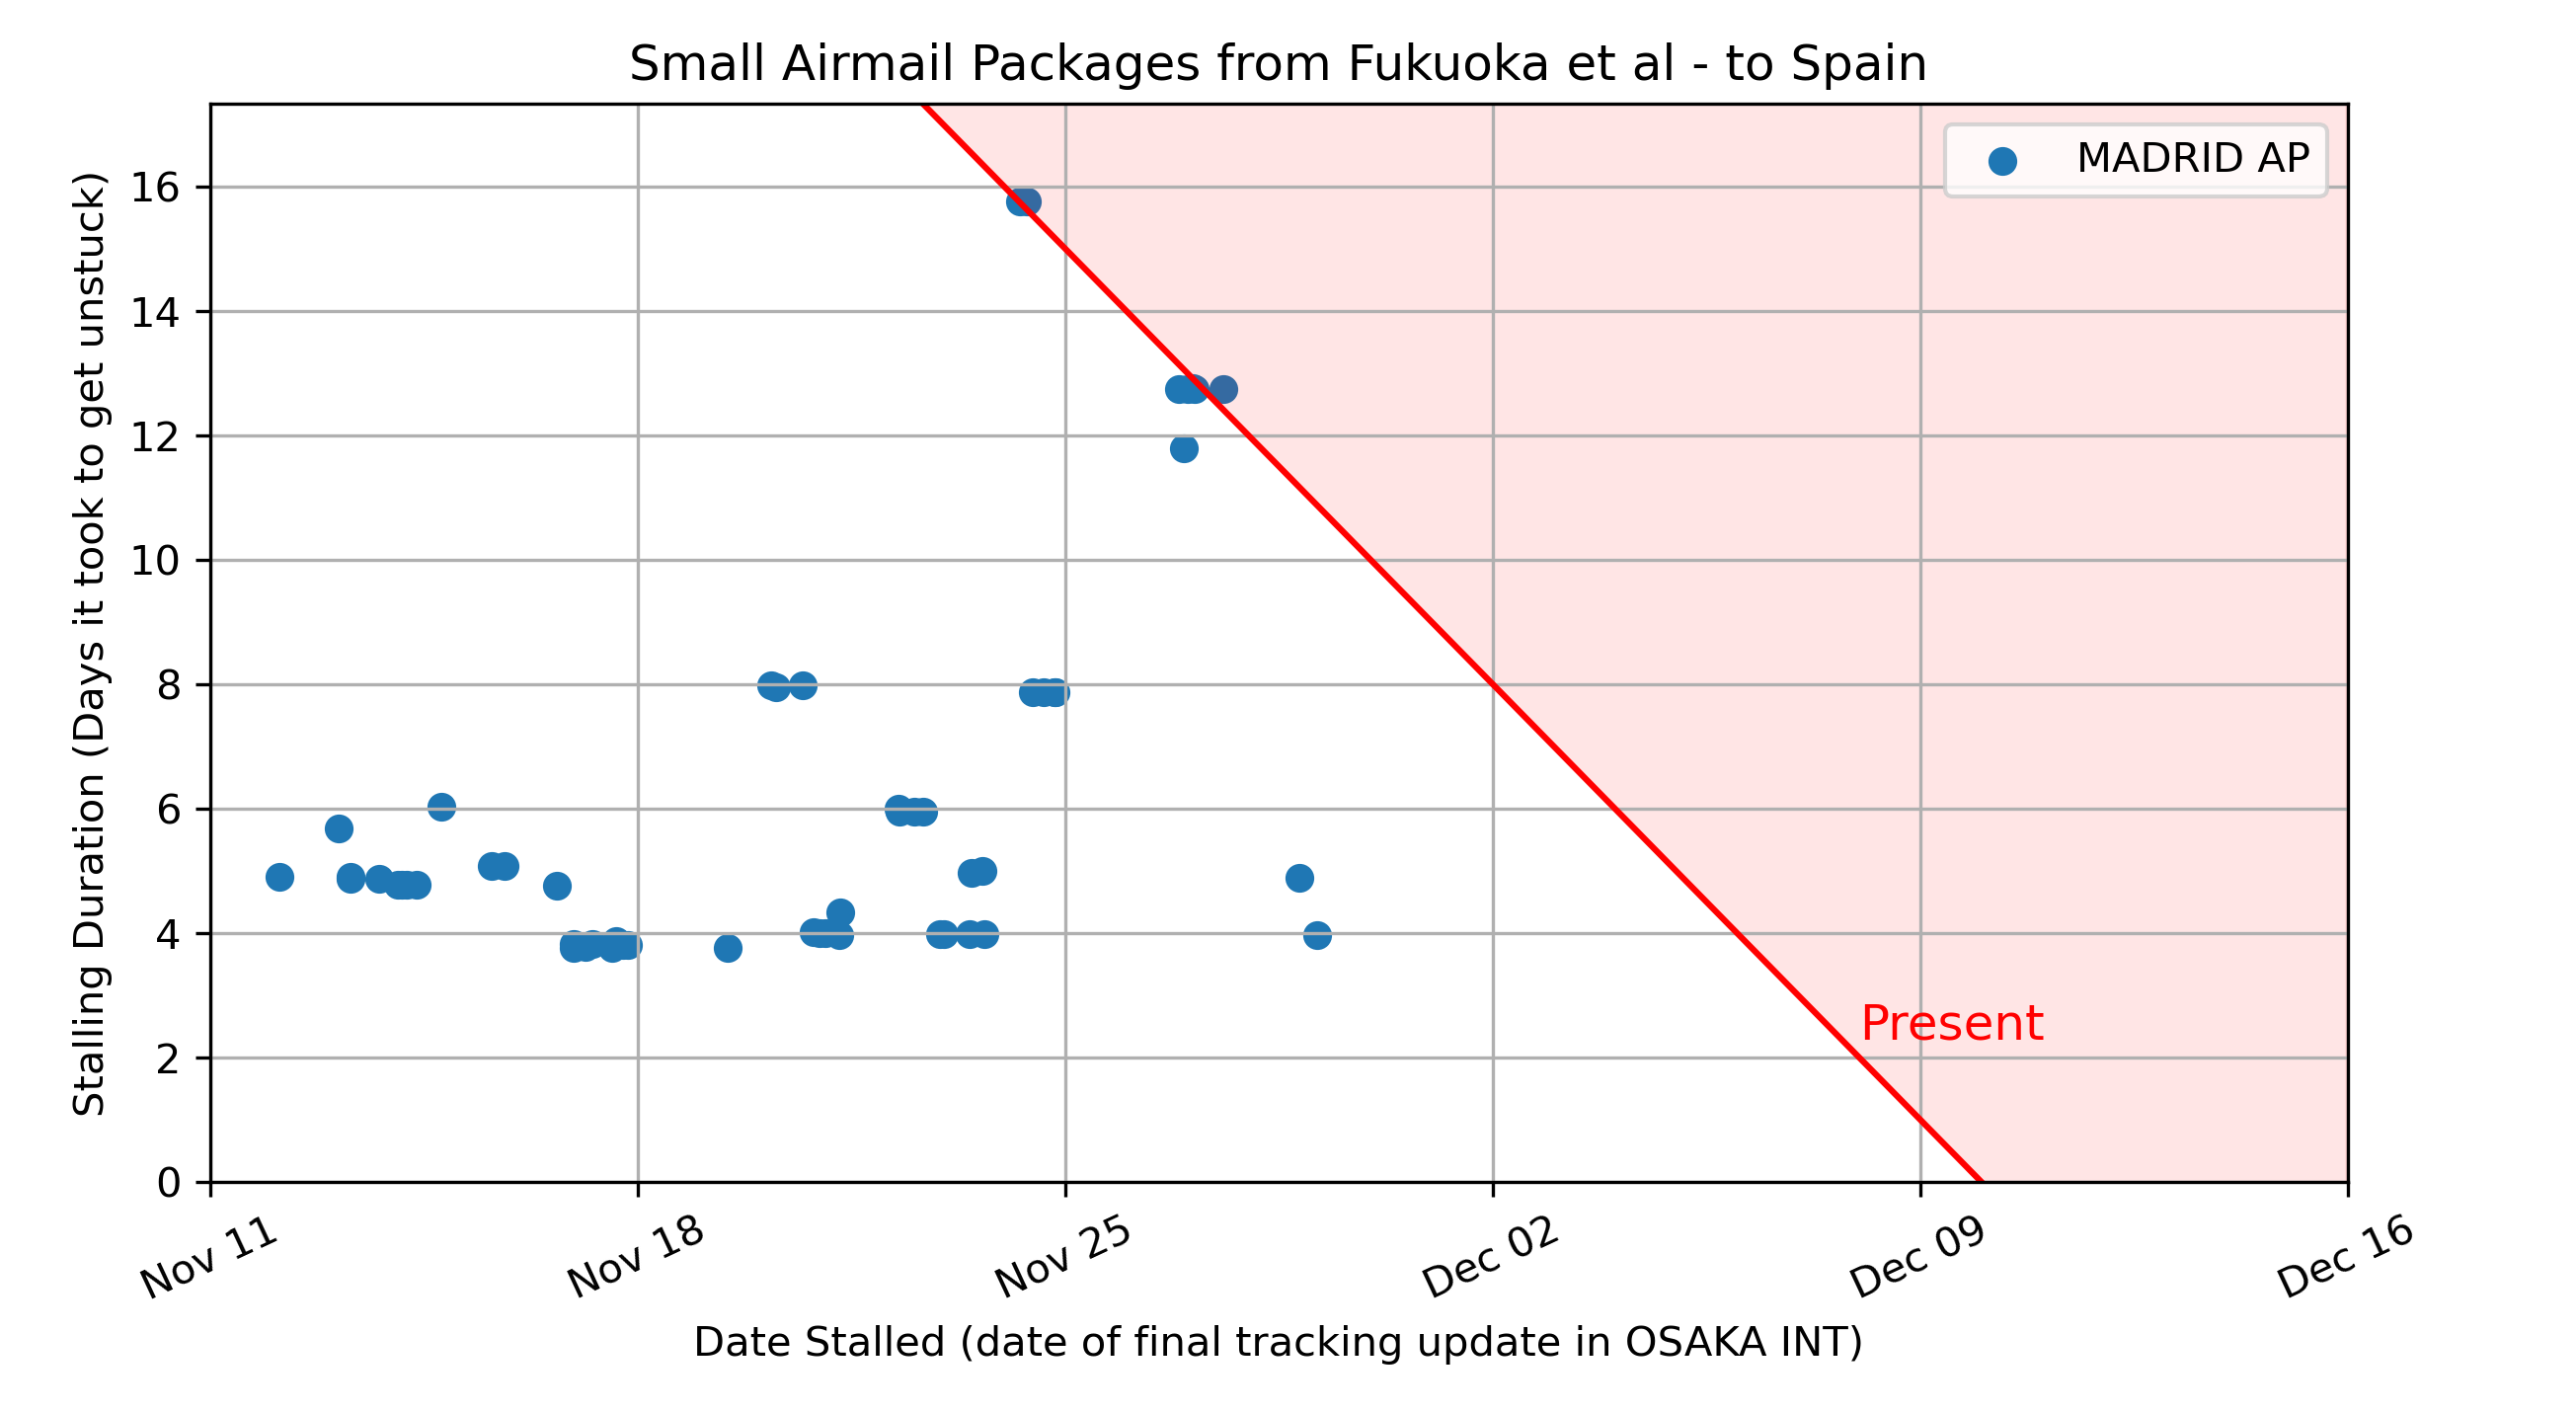 Small Airmail Packages from Fukuoka et al - to Spain
MADRID AP
Stalling Duration (Days it took to get unstuck)
16
14
12
10
8
6
4
2
0
Present
Nov 11
Nov 18
Nov 25
Dec 02
Dec 09
Dec 16
Date Stalled (date of final tracking update in OSAKA INT)